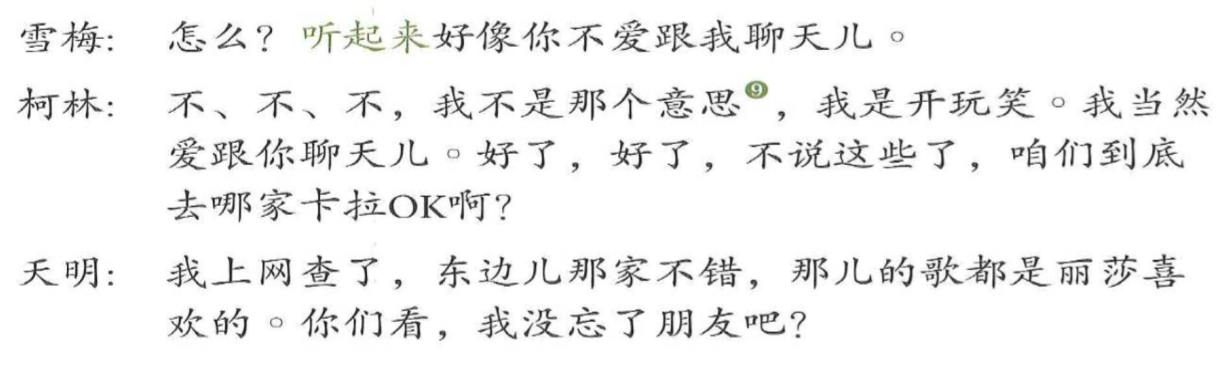 雪梅： 怎么？听起来好像你不爱跟我聊天儿。
柯林： 不、不、不，我不是那个意思⑨，我是开玩笑。我当然
爱跟你聊天儿。好了，好了，不说这些了，咱们到底
去哪家卡拉OK啊？
天明： 我上网查了，东边儿那家不错，那儿的歌都是丽莎喜
欢的。你们看，我没忘了朋友吧？